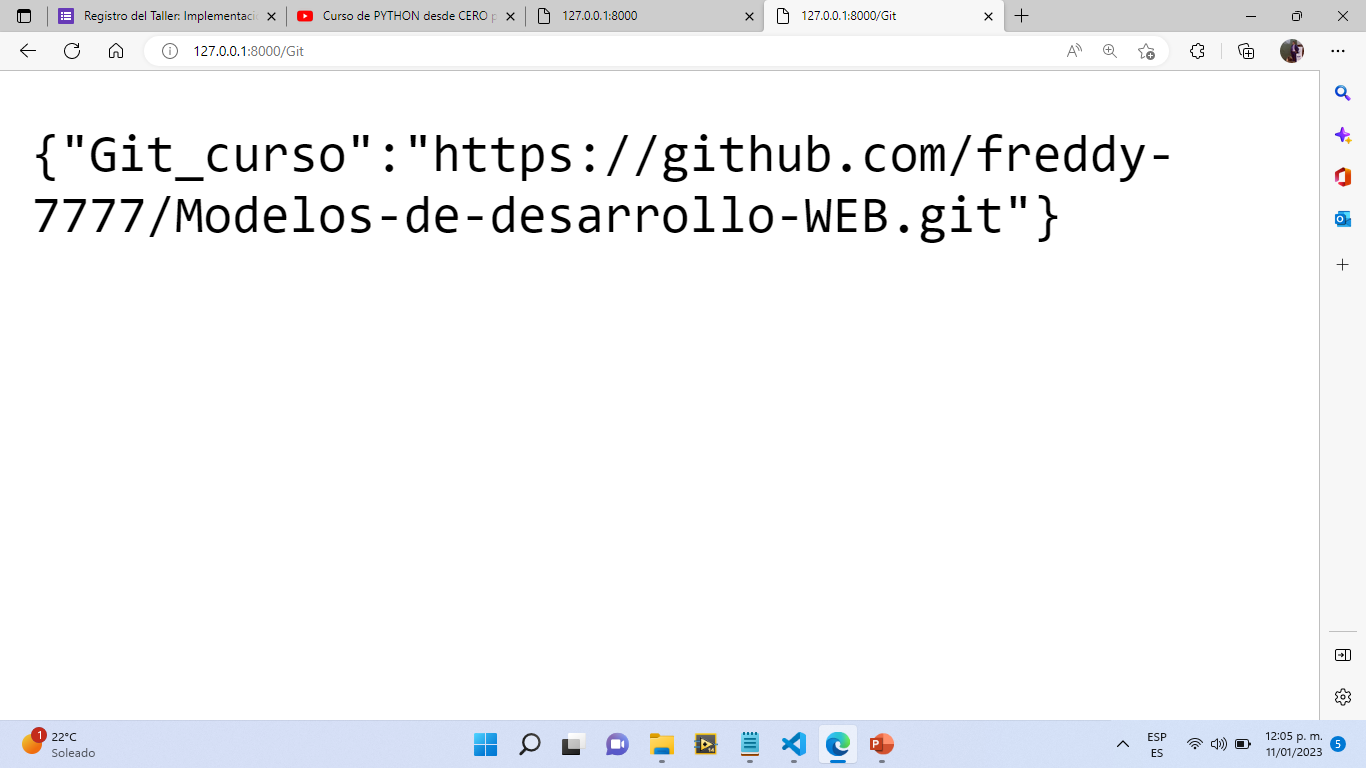 Registro del Taller: Implementaci
Curso de PYTHON desde CERO p
127.0.0.1:8000
127.0.0.1:8000/Git
127.0.0.1:8000/Git
{"Git_curso":"https://github.com/freddy-
7777/Modelos-de-desarrollo-WEB.git"}
1
22°C
Soleado
ESP
ES
12:05 p. m.
11/01/2023
5